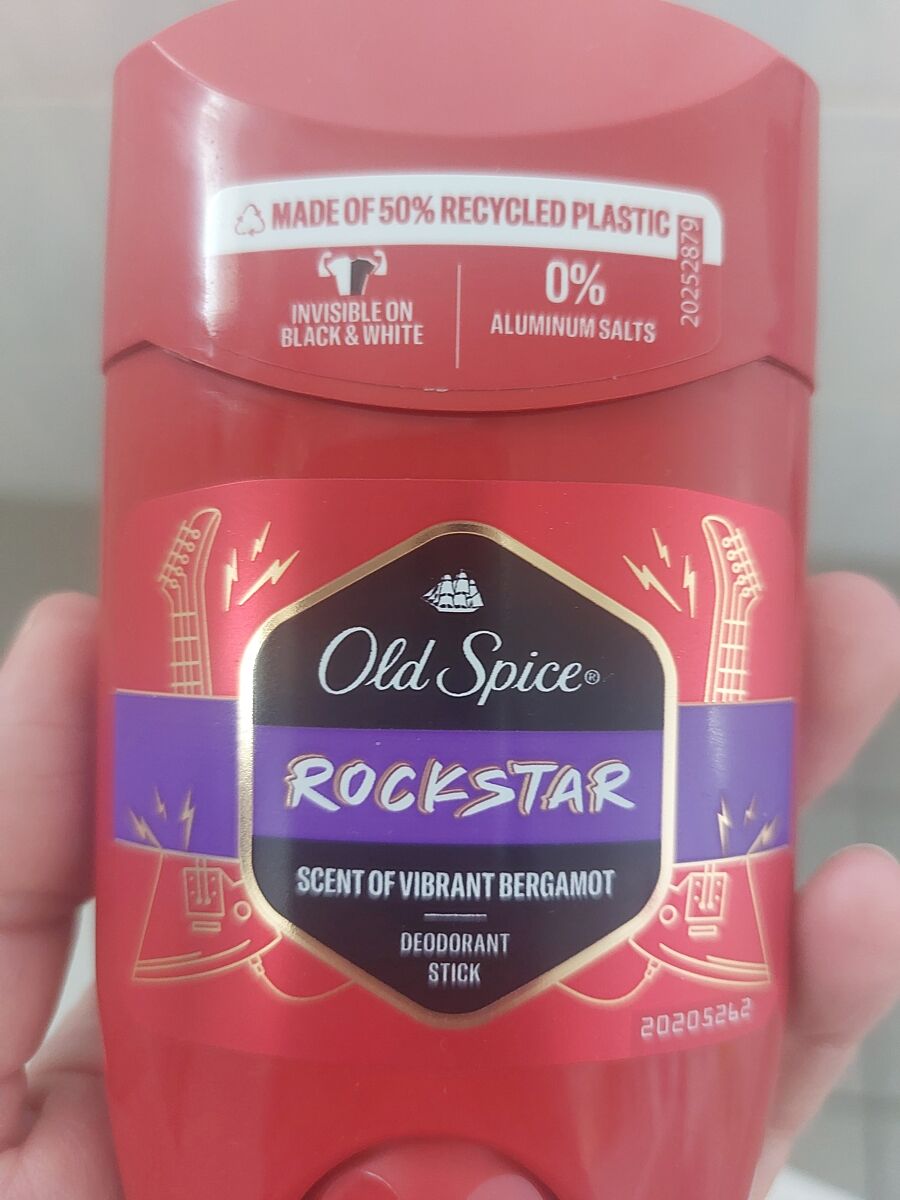 MADE OF 50% RECYCLED PLASTIC
20252879
INVISIBLE ON
BLACK & WHITE
0%
ALUMINUM SALTS
Old Spice®
ROCKSTAR
SCENT OF VIBRANT BERGAMOT
DEODORANT
STICK
20205262